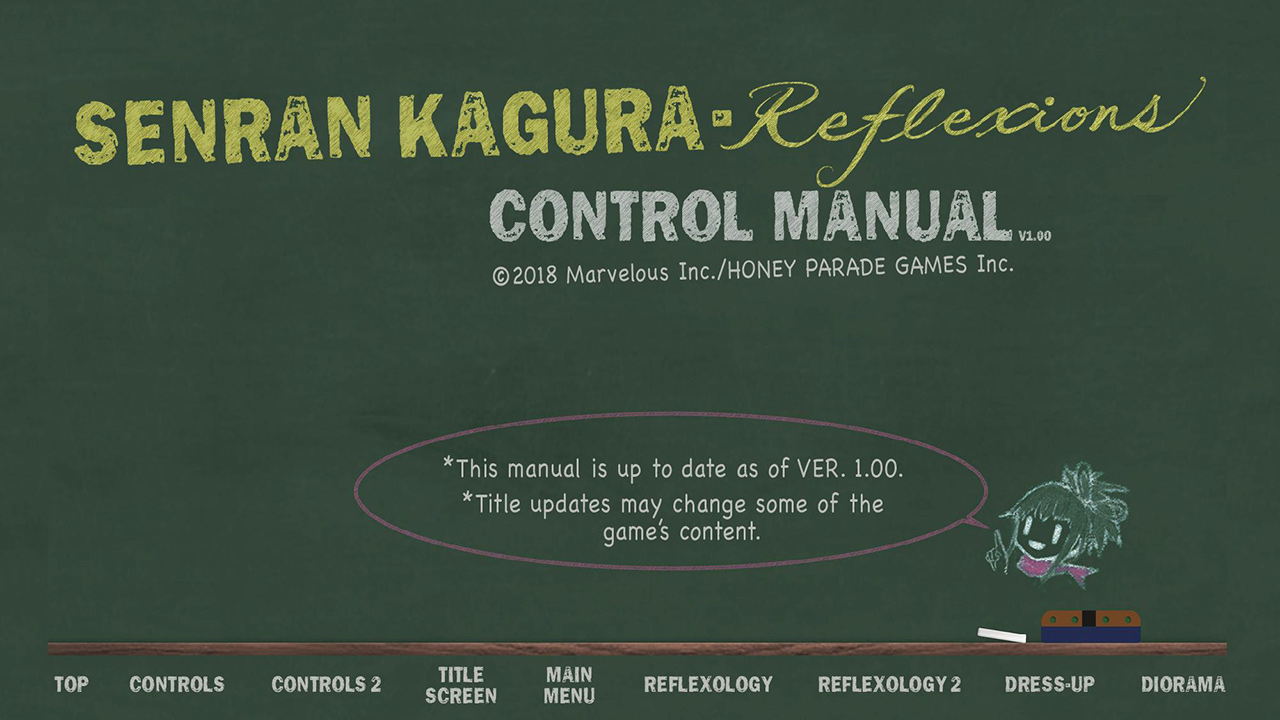 SENRAN KAGURA-Reflexions
CONTROL MANUAL V1.00
©2018 Marvelous Inc./HONEY PARADE GAMES Inc.
*This manual is up to date as of VER. 1.00.
*Title updates may change some of the
game's content.
TOP CONTROLS CONTROLS 2 TITLE SCREEN MAIN MENU REFLEXOLOGY REFLEXOLOGY 2 DRESS-UP DIORAMA